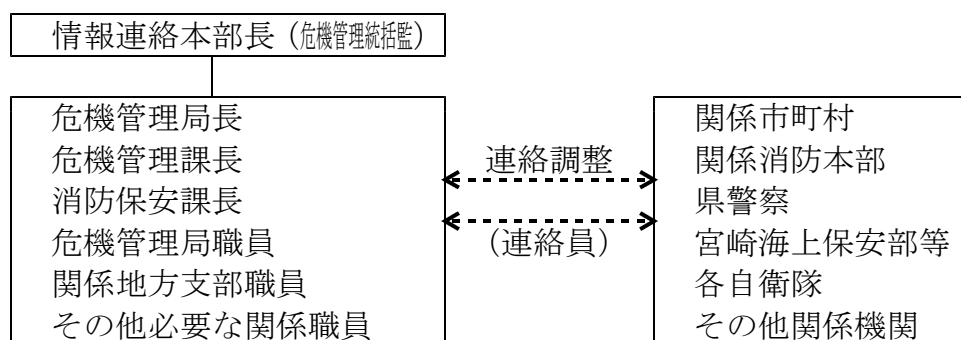 情報連絡本部長（危機管理統括監）
危機管理局長
危機管理課長
消防保安課長
危機管理局職員
関係地方支部職員
その他必要な関係職員
連絡調整
（連絡員）
関係市町村
関係消防本部
県警察
宮崎海上保安部等
各自衛隊
その他関係機関